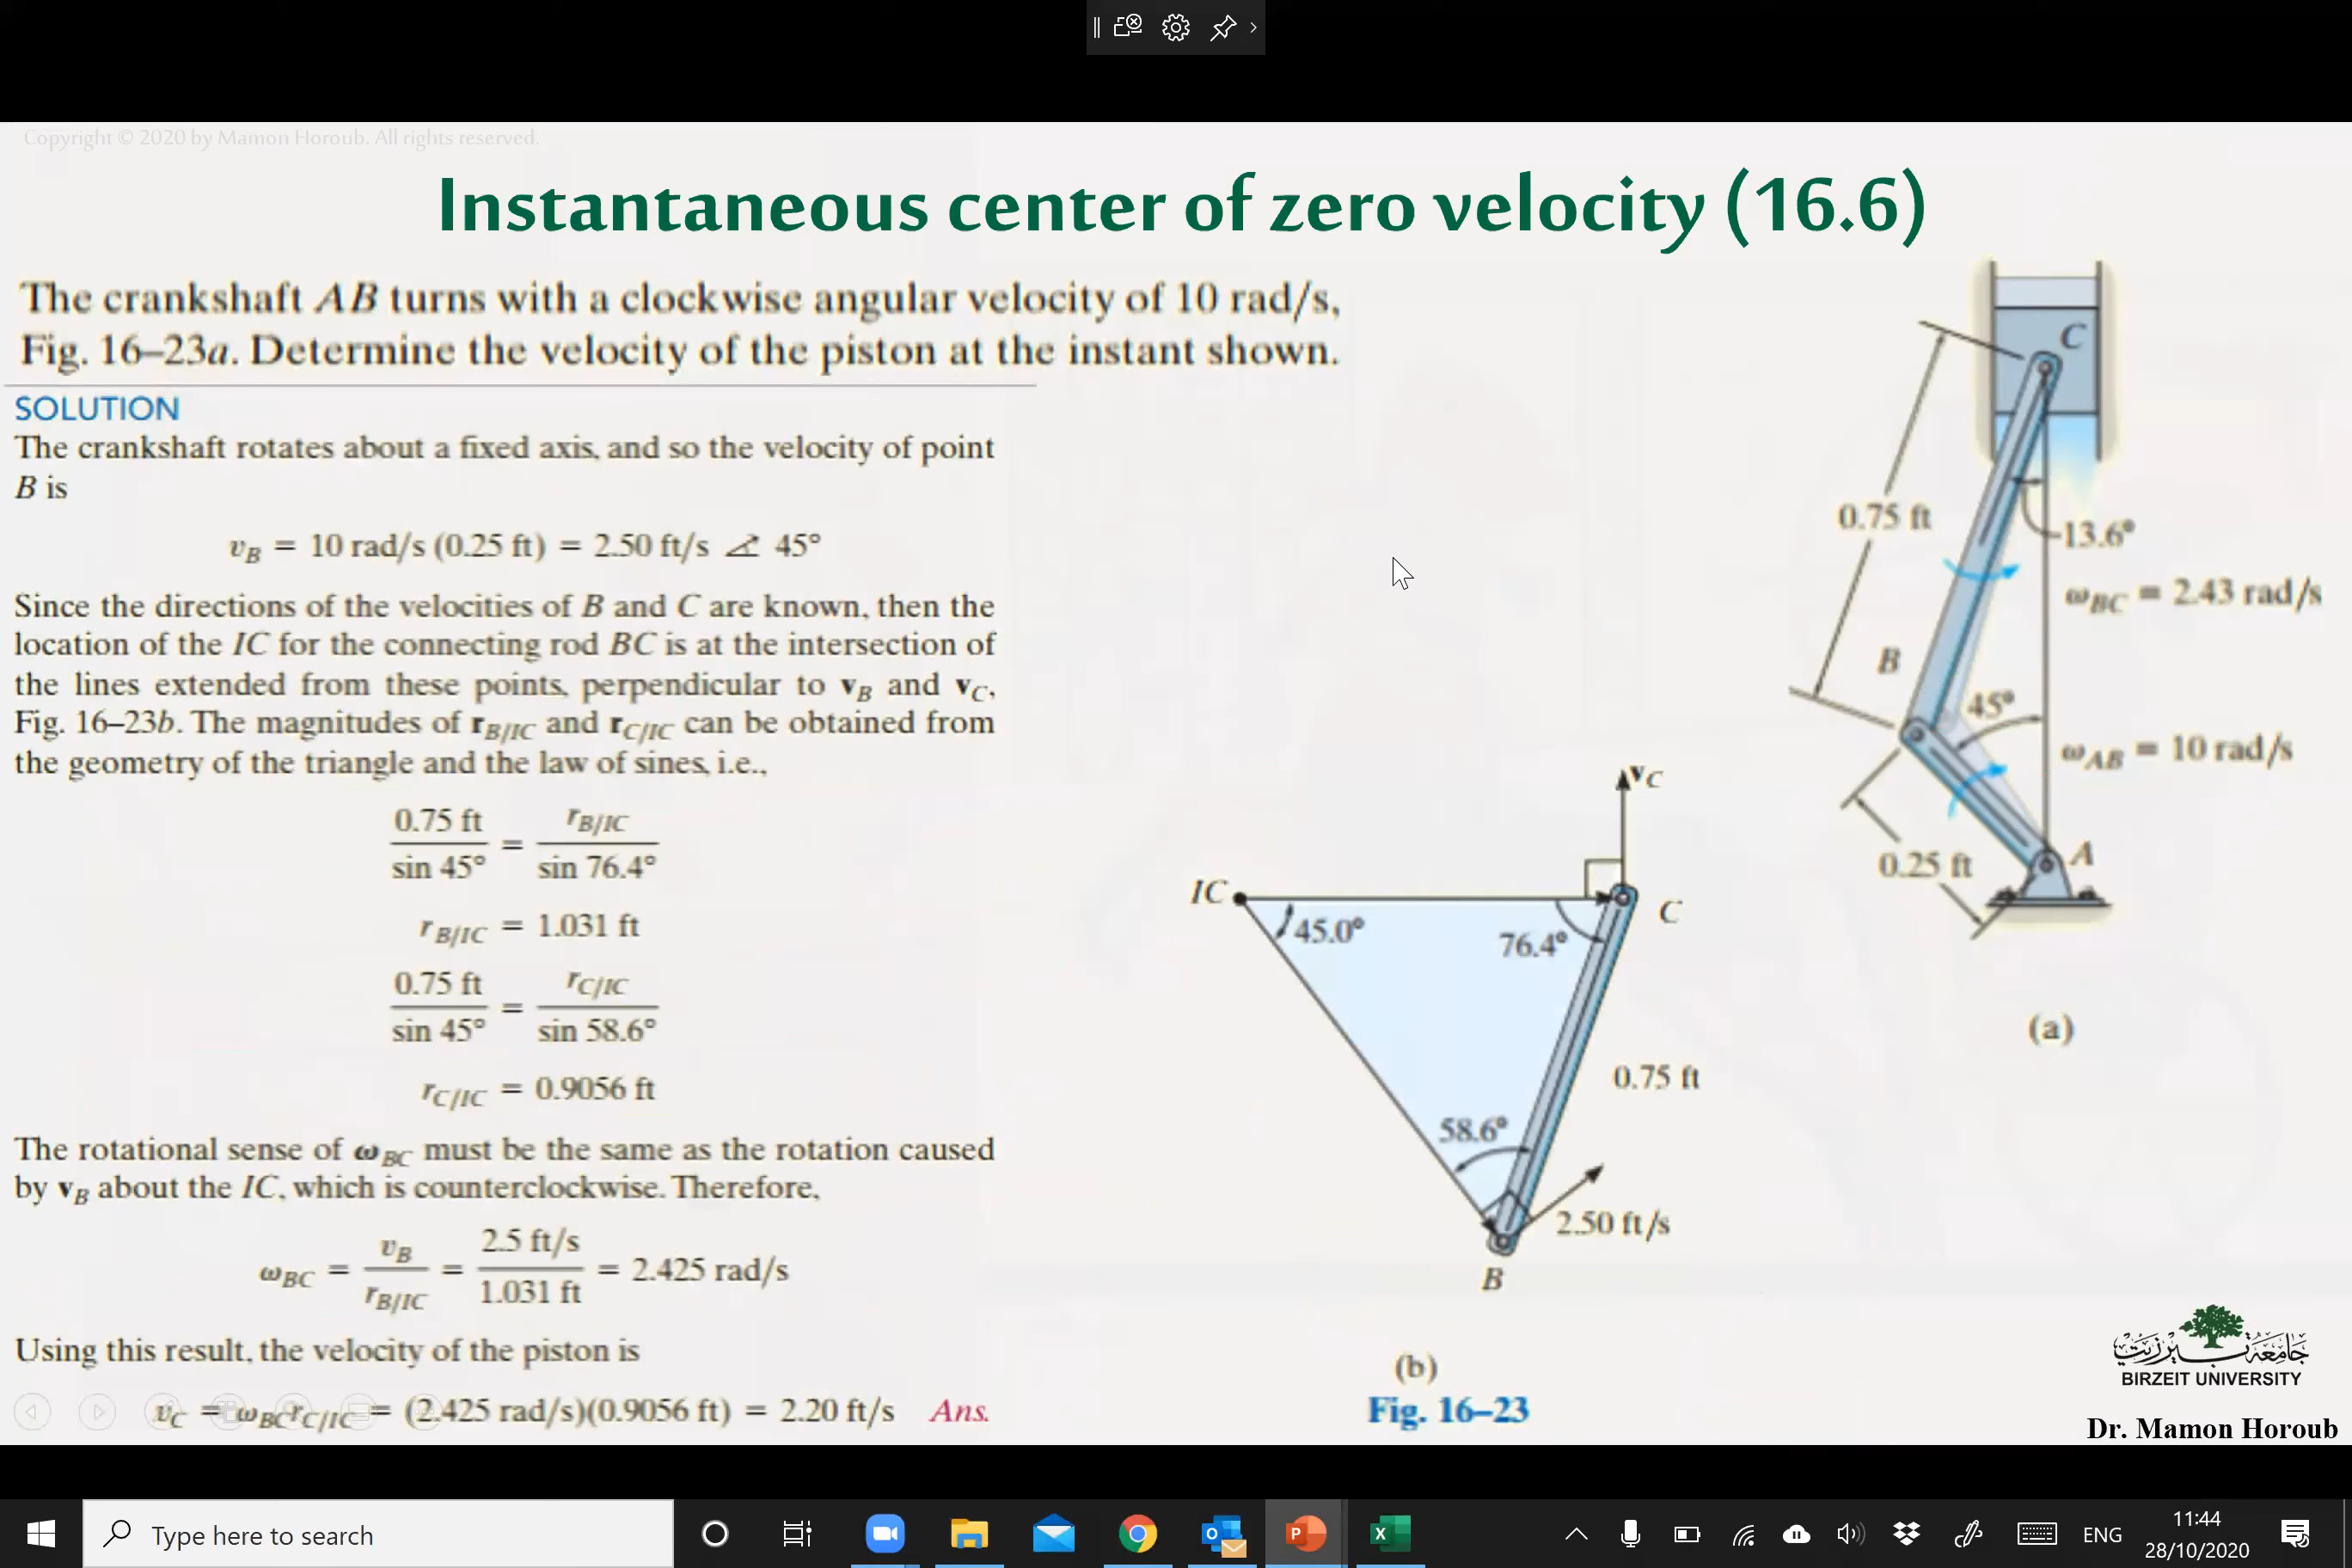 Copyright © 2020 by Mamon Horoub. All rights reserved.
Instantaneous center of zero velocity (16.6)
The crankshaft AB turns with a clockwise angular velocity of 10 rad/s,
Fig. 16–23a. Determine the velocity of the piston at the instant shown.
SOLUTION
The crankshaft rotates about a fixed axis, and so the velocity of point
B is
v_B = 10 rad/s (0.25 ft) = 2.50 ft/s ⦟ 45°
Since the directions of the velocities of B and C are known, then the
location of the IC for the connecting rod BC is at the intersection of
the lines extended from these points, perpendicular to v_B and v_C,
Fig. 16–23b. The magnitudes of r_B/IC and r_C/IC can be obtained from
the geometry of the triangle and the law of sines, i.e.,
0.75 ft / sin 45° = r_B/IC / sin 76.4°
r_B/IC = 1.031 ft
0.75 ft / sin 45° = r_C/IC / sin 58.6°
r_C/IC = 0.9056 ft
The rotational sense of ω_BC must be the same as the rotation caused
by v_B about the IC, which is counterclockwise. Therefore,
ω_BC = v_B / r_B/IC = 2.5 ft/s / 1.031 ft = 2.425 rad/s
Using this result, the velocity of the piston is
v_C = ω_BC r_C/IC = (2.425 rad/s)(0.9056 ft) = 2.20 ft/s Ans.
v_C
IC
45.0°
76.4°
C
0.75 ft
58.6°
2.50 ft/s
B
(b)
Fig. 16–23
C
0.75 ft
13.6°
ω_BC = 2.43 rad/s
B
45°
ω_AB = 10 rad/s
0.25 ft
A
(a)
جامعة بيرزيت
BIRZEIT UNIVERSITY
Dr. Mamon Horoub
Type here to search
ENG
11:44
28/10/2020